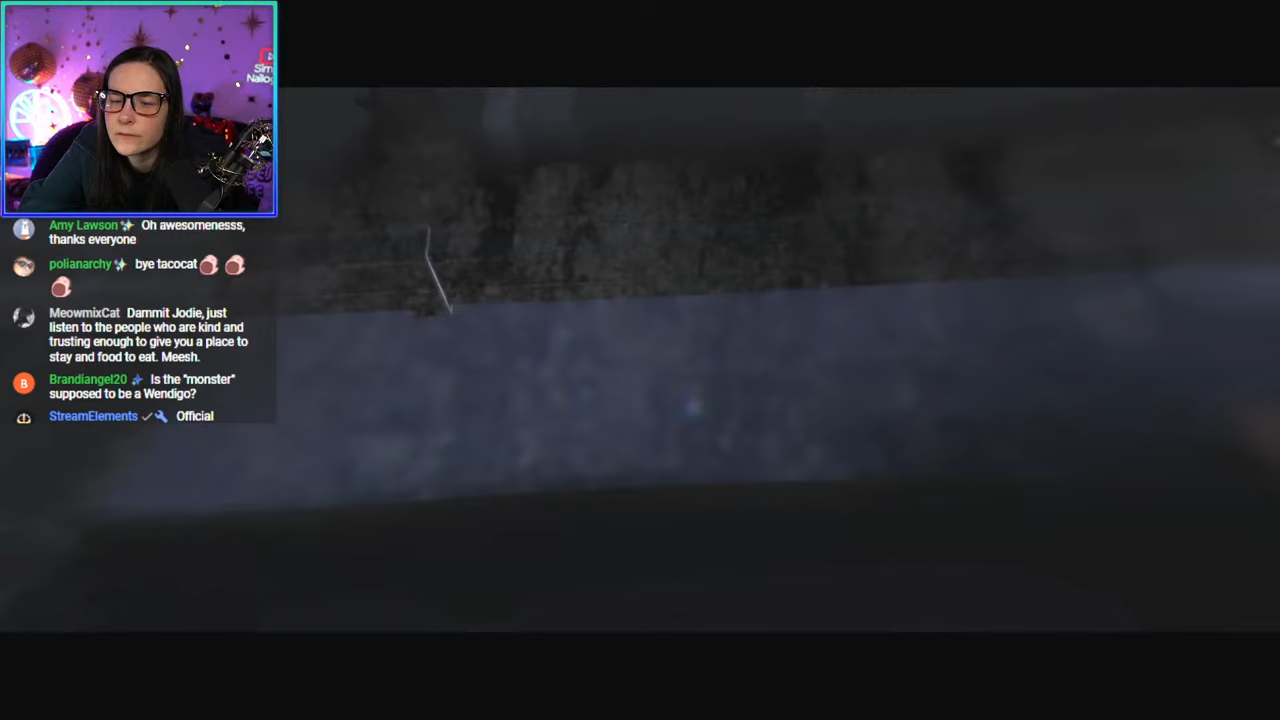 Sim
Nailog
Amy Lawson Oh awesomenesss,
thanks everyone
polianarchy bye tacocat
MeowmixCat Dammit Jodie, just
listen to the people who are kind and
trusting enough to give you a place to
stay and food to eat. Meesh.
B Brandiangel20 Is the "monster"
supposed to be a Wendigo?
StreamElements Official